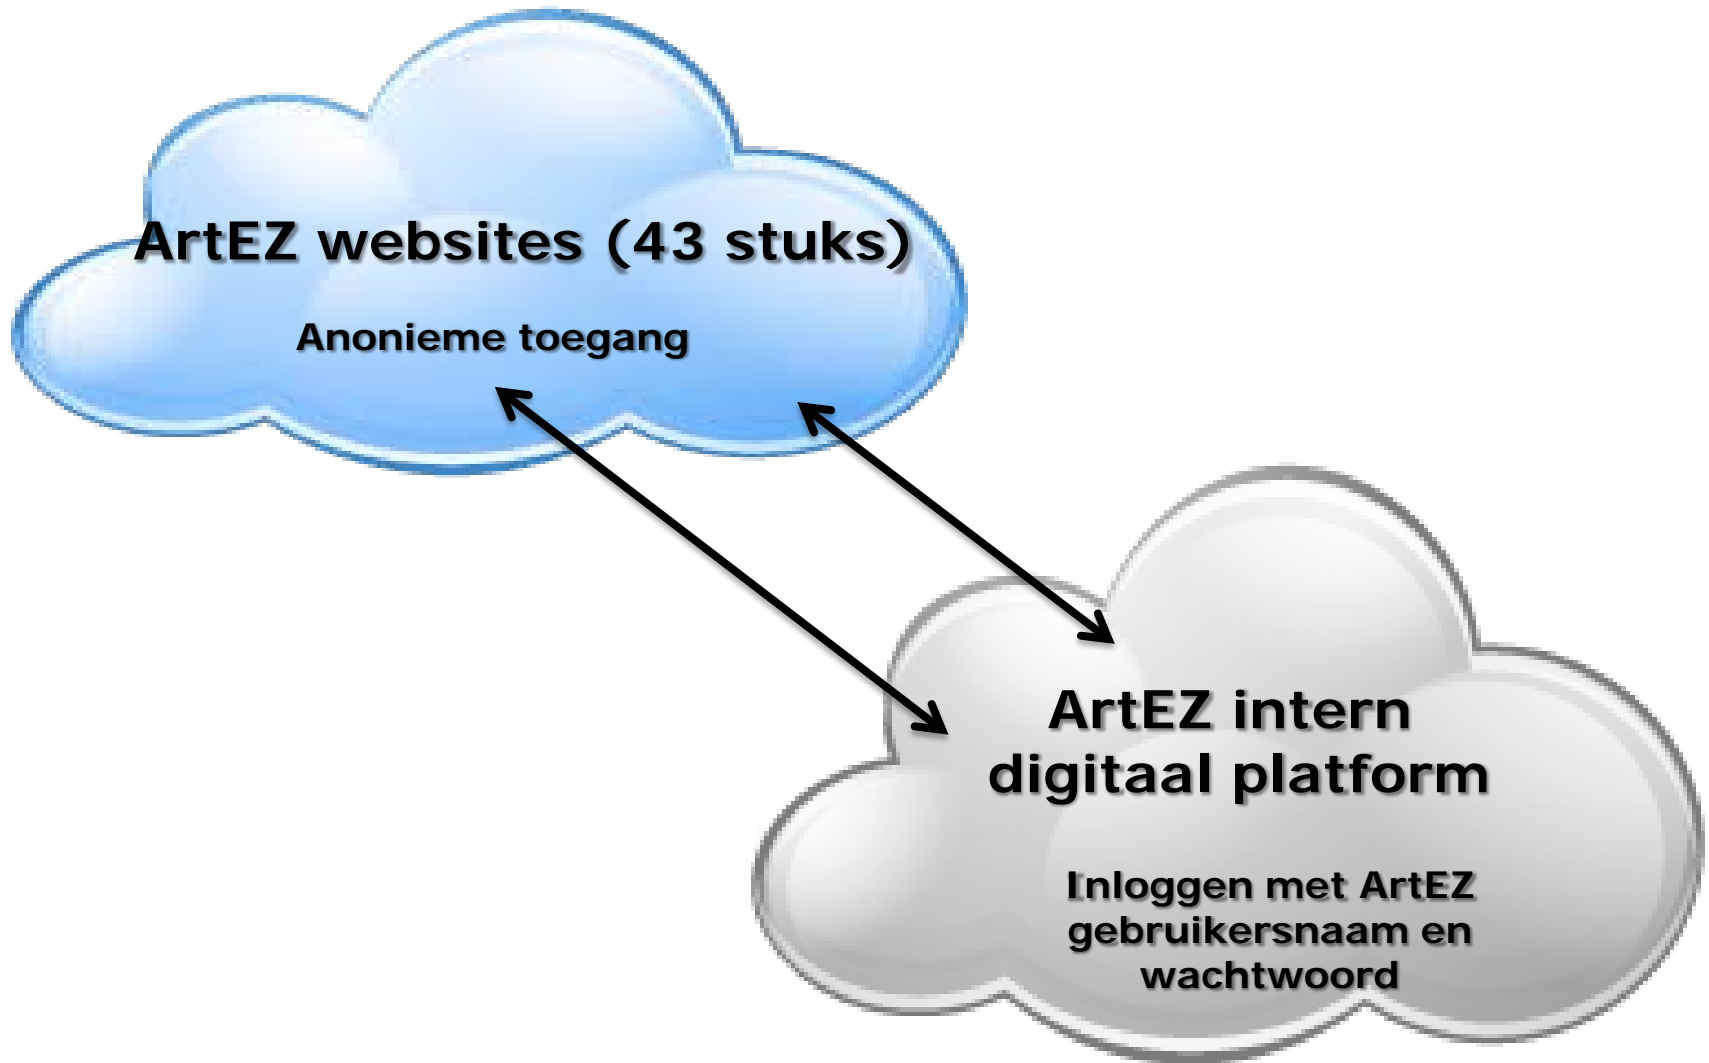 ArtEZ websites (43 stuks)
Anonieme toegang
ArtEZ intern
digitaal platform
Inloggen met ArtEZ
gebruikersnaam en
wachtwoord